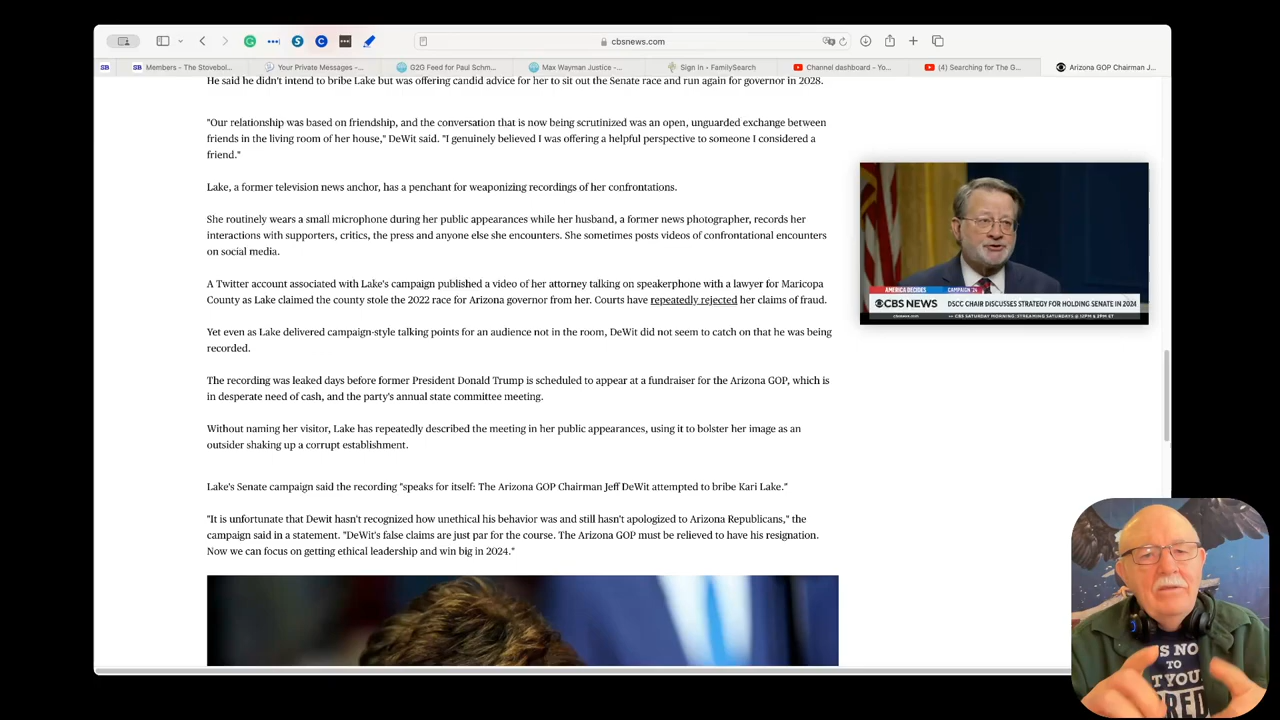 cbsnews.com
SB
SB
Members - The Stovebol...
Your Private Messages -...
G2G Feed for Paul Schm...
Max Wayman Justice -...
Sign In • FamilySearch
Channel dashboard - Yo...
(4) Searching for The G...
Arizona GOP Chairman J...
He said he didn't intend to bribe Lake but was offering candid advice for her to sit out the Senate race and run again for governor in 2028.
"Our relationship was based on friendship, and the conversation that is now being scrutinized was an open, unguarded exchange between
friends in the living room of her house," DeWit said. "I genuinely believed I was offering a helpful perspective to someone I considered a
friend."
Lake, a former television news anchor, has a penchant for weaponizing recordings of her confrontations.
She routinely wears a small microphone during her public appearances while her husband, a former news photographer, records her
interactions with supporters, critics, the press and anyone else she encounters. She sometimes posts videos of confrontational encounters
on social media.
A Twitter account associated with Lake's campaign published a video of her attorney talking on speakerphone with a lawyer for Maricopa
County as Lake claimed the county stole the 2022 race for Arizona governor from her. Courts have repeatedly rejected her claims of fraud.
Yet even as Lake delivered campaign-style talking points for an audience not in the room, DeWit did not seem to catch on that he was being
recorded.
The recording was leaked days before former President Donald Trump is scheduled to appear at a fundraiser for the Arizona GOP, which is
in desperate need of cash, and the party's annual state committee meeting.
Without naming her visitor, Lake has repeatedly described the meeting in her public appearances, using it to bolster her image as an
outsider shaking up a corrupt establishment.
Lake's Senate campaign said the recording "speaks for itself: The Arizona GOP Chairman Jeff DeWit attempted to bribe Kari Lake."
"It is unfortunate that Dewit hasn't recognized how unethical his behavior was and still hasn't apologized to Arizona Republicans," the
campaign said in a statement. "DeWit's false claims are just par for the course. The Arizona GOP must be relieved to have his resignation.
Now we can focus on getting ethical leadership and win big in 2024."
AMERICA DECIDES CAMPAIGN '24
CBS NEWS DSCC CHAIR DISCUSSES STRATEGY FOR HOLDING SENATE IN 2024
cbsnews.com CBS SATURDAY MORNING: STREAMING SATURDAYS @ 12PM & 3PM ET
S NO
TO
T YOU
RED